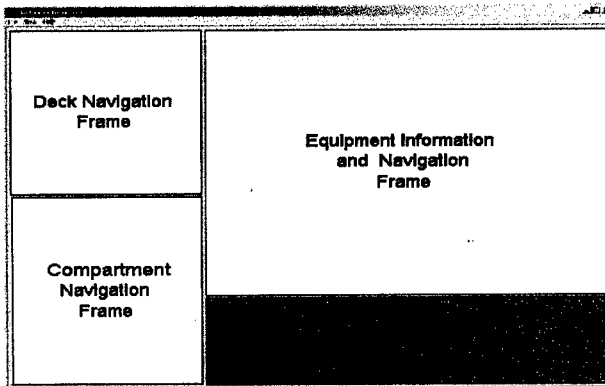 Deck Navigation
Frame
Equipment Information
and Navigation
Frame
Compartment
Navigation
Frame